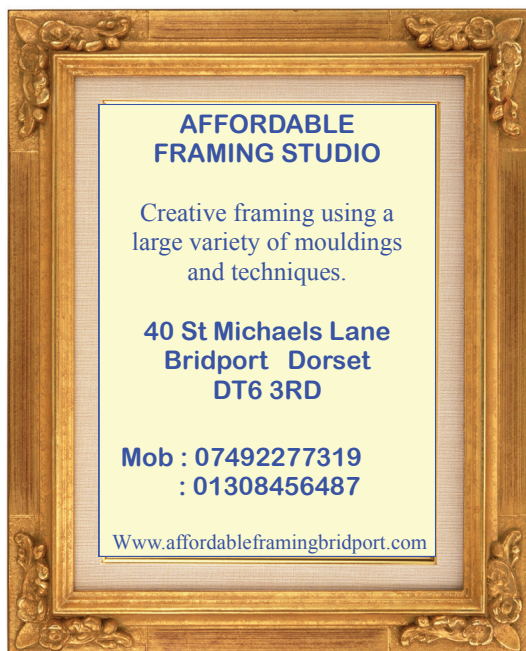 AFFORDABLE
FRAMING STUDIO
Creative framing using a
large variety of mouldings
and techniques.
40 St Michaels Lane
Bridport Dorset
DT6 3RD
Mob : 07492277319
: 01308456487
Www.affordableframingbridport.com